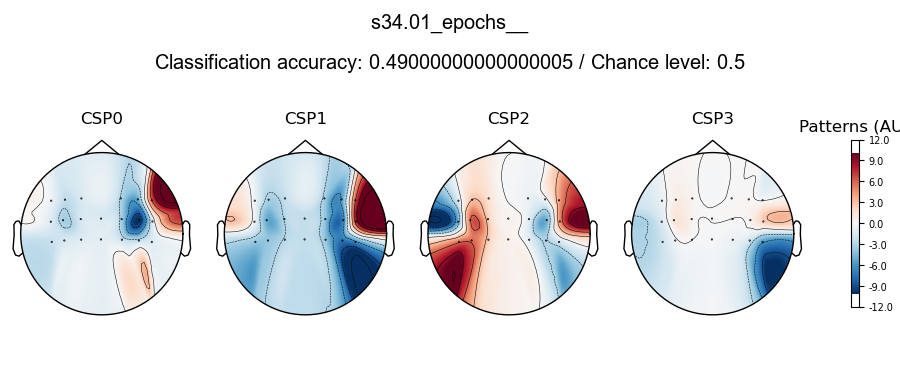 s34.01_epochs__
Classification accuracy: 0.49000000000000005 / Chance level: 0.5
CSP0 CSP1 CSP2 CSP3
Patterns (AU
12.0
9.0
6.0
3.0
0.0
-3.0
-6.0
-9.0
-12.0